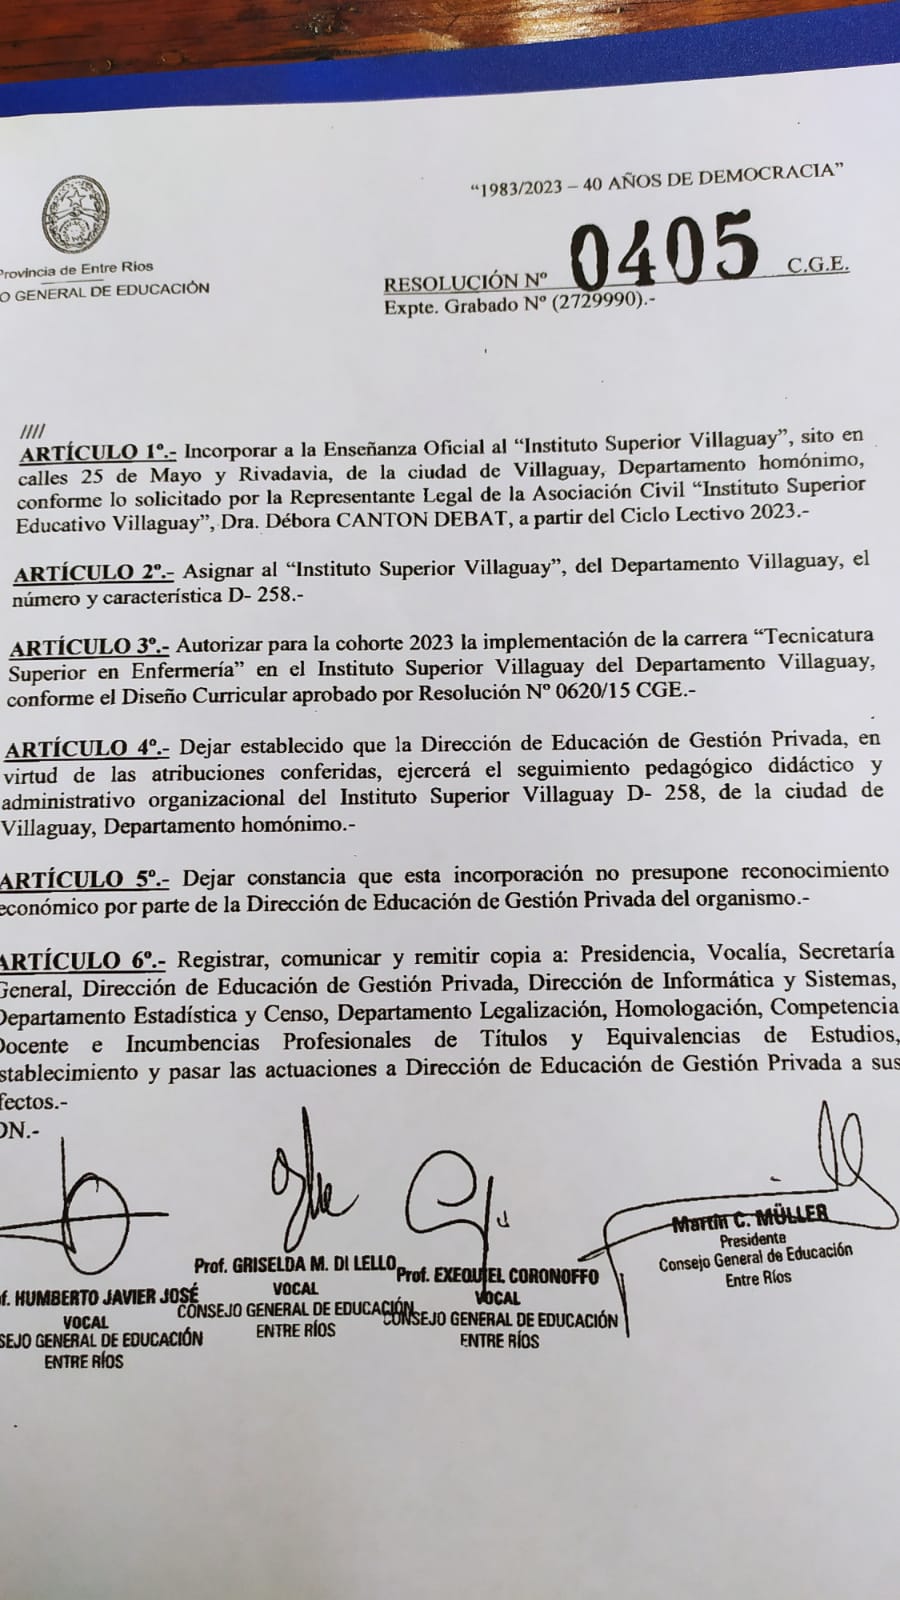 "1983/2023 – 40 AÑOS DE DEMOCRACIA"
Provincia de Entre Ríos
O GENERAL DE EDUCACIÓN
RESOLUCIÓN Nº 0405 C.G.E.
Expte. Grabado Nº (2729990).-
////
ARTÍCULO 1º.- Incorporar a la Enseñanza Oficial al "Instituto Superior Villaguay", sito en
calles 25 de Mayo y Rivadavia, de la ciudad de Villaguay, Departamento homónimo,
conforme lo solicitado por la Representante Legal de la Asociación Civil "Instituto Superior
Educativo Villaguay", Dra. Débora CANTON DEBAT, a partir del Ciclo Lectivo 2023.-
ARTÍCULO 2º.- Asignar al "Instituto Superior Villaguay", del Departamento Villaguay, el
número y característica D- 258.-
ARTÍCULO 3º.- Autorizar para la cohorte 2023 la implementación de la carrera "Tecnicatura
Superior en Enfermería" en el Instituto Superior Villaguay del Departamento Villaguay,
conforme el Diseño Curricular aprobado por Resolución Nº 0620/15 CGE.-
ARTÍCULO 4º.- Dejar establecido que la Dirección de Educación de Gestión Privada, en
virtud de las atribuciones conferidas, ejercerá el seguimiento pedagógico didáctico y
administrativo organizacional del Instituto Superior Villaguay D- 258, de la ciudad de
Villaguay, Departamento homónimo.-
ARTÍCULO 5º.- Dejar constancia que esta incorporación no presupone reconocimiento
económico por parte de la Dirección de Educación de Gestión Privada del organismo.-
ARTÍCULO 6º.- Registrar, comunicar y remitir copia a: Presidencia, Vocalía, Secretaría
General, Dirección de Educación de Gestión Privada, Dirección de Informática y Sistemas,
Departamento Estadística y Censo, Departamento Legalización, Homologación, Competencia
Docente e Incumbencias Profesionales de Títulos y Equivalencias de Estudios,
stablecimiento y pasar las actuaciones a Dirección de Educación de Gestión Privada a sus
fectos.-
ON.-
f. HUMBERTO JAVIER JOSÉ
VOCAL
SEJO GENERAL DE EDUCACIÓN
ENTRE RÍOS
Prof. GRISELDA M. DI LELLO
VOCAL
CONSEJO GENERAL DE EDUCACIÓN
ENTRE RÍOS
Prof. EXEQUIEL CORONOFFO
VOCAL
CONSEJO GENERAL DE EDUCACIÓN
ENTRE RÍOS
Martín C. MÜLLER
Presidente
Consejo General de Educación
Entre Ríos